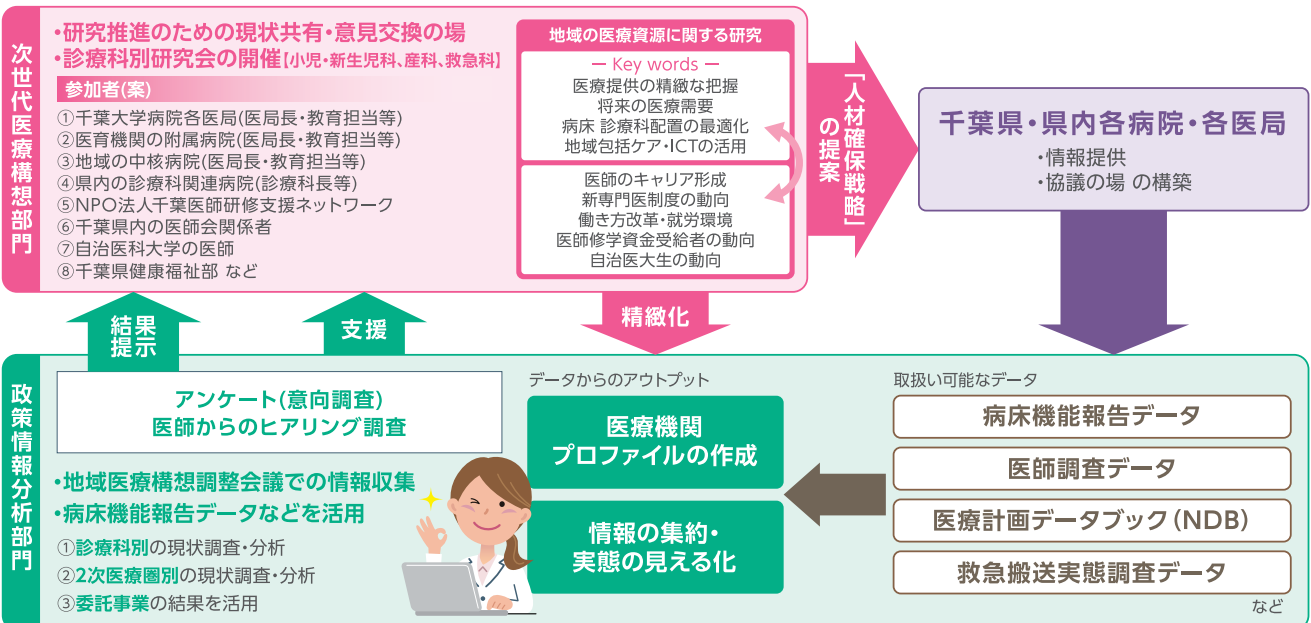 次世代医療構想部門
・研究推進のための現状共有・意見交換の場
・診療科別研究会の開催【小児・新生児科、産科、救急科】
参加者(案)
①千葉大学病院各医局(医局長・教育担当等)
②医育機関の附属病院(医局長・教育担当等)
③地域の中核病院(医局長・教育担当等)
④県内の診療科関連病院(診療科長等)
⑤NPO法人千葉医師研修支援ネットワーク
⑥千葉県内の医師会関係者
⑦自治医科大学の医師
⑧千葉県健康福祉部 など
地域の医療資源に関する研究
― Key words ―
医療提供の精緻な把握
将来の医療需要
病床 診療科配置の最適化
地域包括ケア・ICTの活用
医師のキャリア形成
新専門医制度の動向
働き方改革・就労環境
医師修学資金受給者の動向
自治医大生の動向
「人材確保戦略」
の提案
千葉県・県内各病院・各医局
・情報提供
・協議の場 の構築
結果
提示
支援
精緻化
政策情報分析部門
アンケート(意向調査)
医師からのヒアリング調査
・地域医療構想調整会議での情報収集
・病床機能報告データなどを活用
①診療科別の現状調査・分析
②2次医療圏別の現状調査・分析
③委託事業の結果を活用
データからのアウトプット
医療機関
プロファイルの作成
情報の集約・
実態の見える化
取扱い可能なデータ
病床機能報告データ
医師調査データ
医療計画データブック(NDB)
救急搬送実態調査データ
など